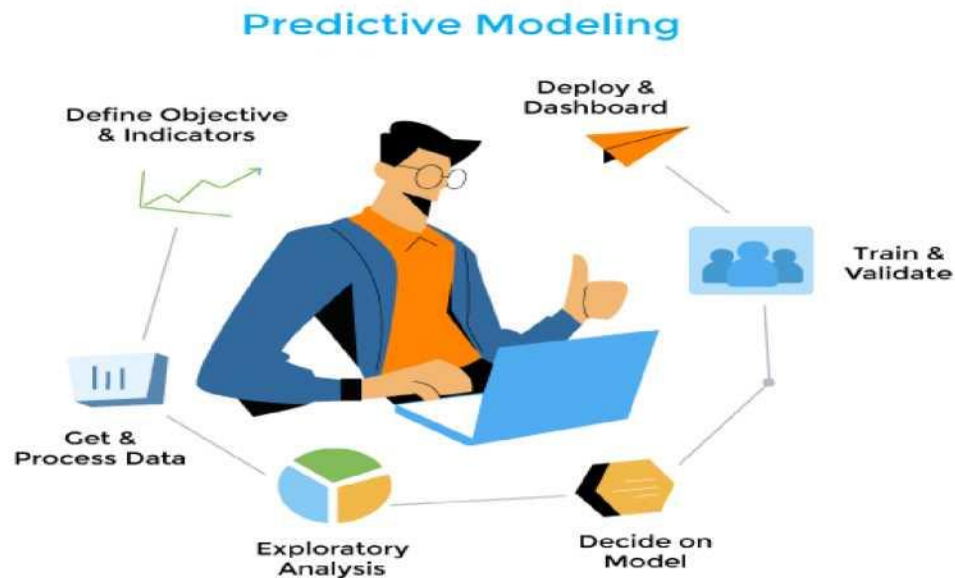 Predictive Modeling
Define Objective
& Indicators
Get &
Process Data
Exploratory
Analysis
Decide on
Model
Train &
Validate
Deploy &
Dashboard